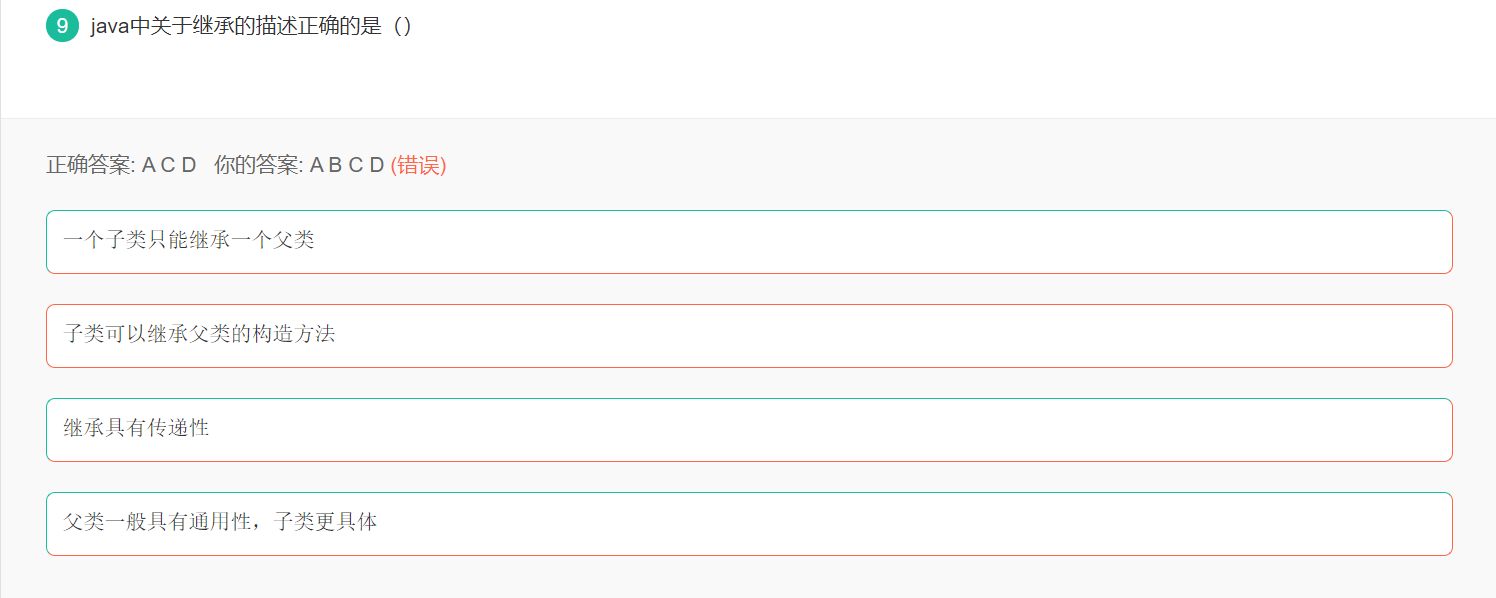 9 java中关于继承的描述正确的是（）
正确答案: A C D 你的答案: A B C D (错误)
一个子类只能继承一个父类
子类可以继承父类的构造方法
继承具有传递性
父类一般具有通用性，子类更具体